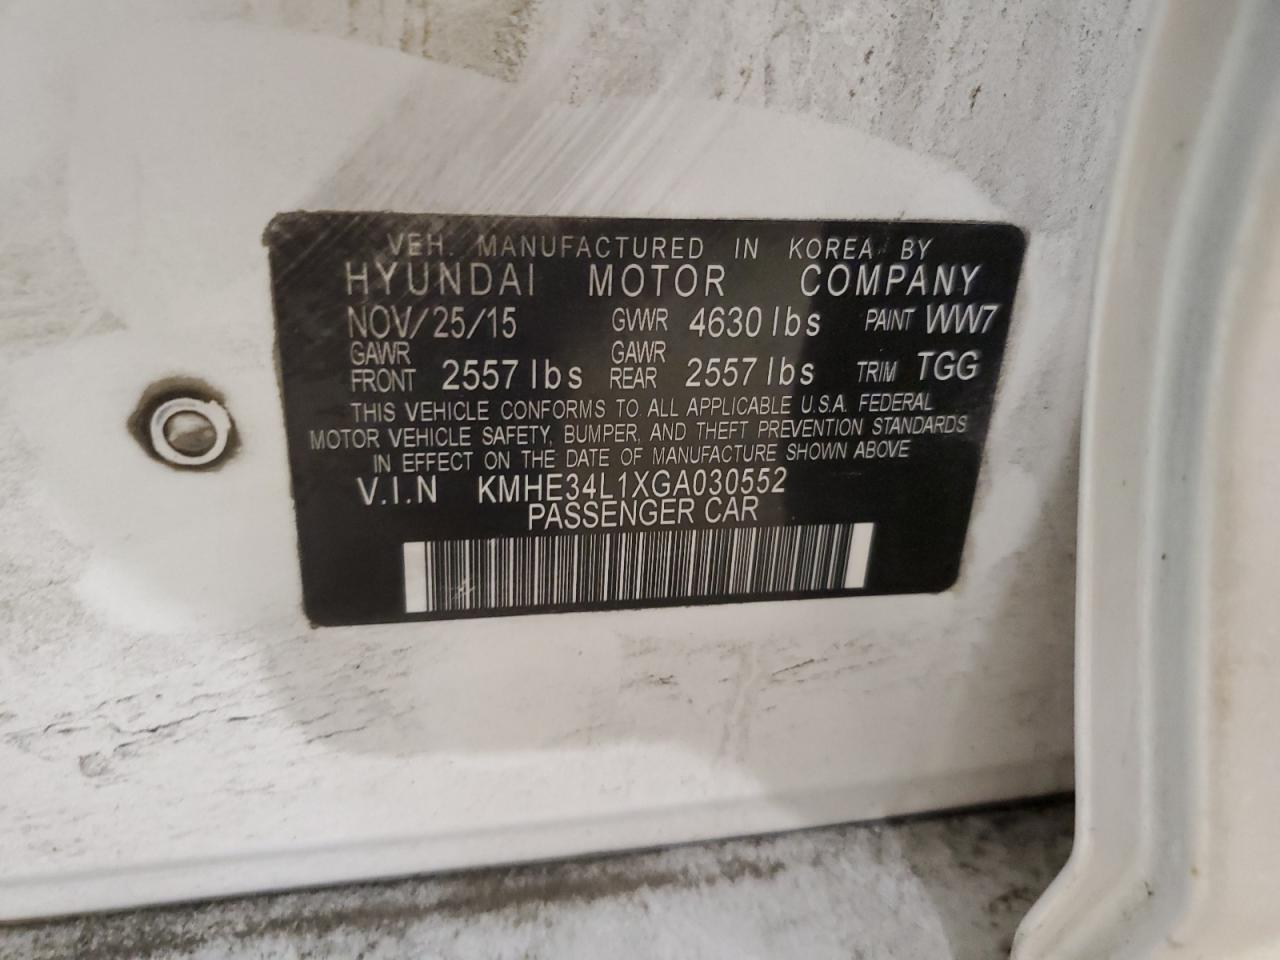 VEH. MANUFACTURED IN KOREA BY
HYUNDAI MOTOR COMPANY
NOV/25/15 GVWR 4630 lbs PAINT WW7
GAWR FRONT 2557 lbs GAWR REAR 2557 lbs TRIM TGG
THIS VEHICLE CONFORMS TO ALL APPLICABLE U.S.A. FEDERAL
MOTOR VEHICLE SAFETY, BUMPER, AND THEFT PREVENTION STANDARDS
IN EFFECT ON THE DATE OF MANUFACTURE SHOWN ABOVE
V.I.N KMHE34L1XGA030552
PASSENGER CAR